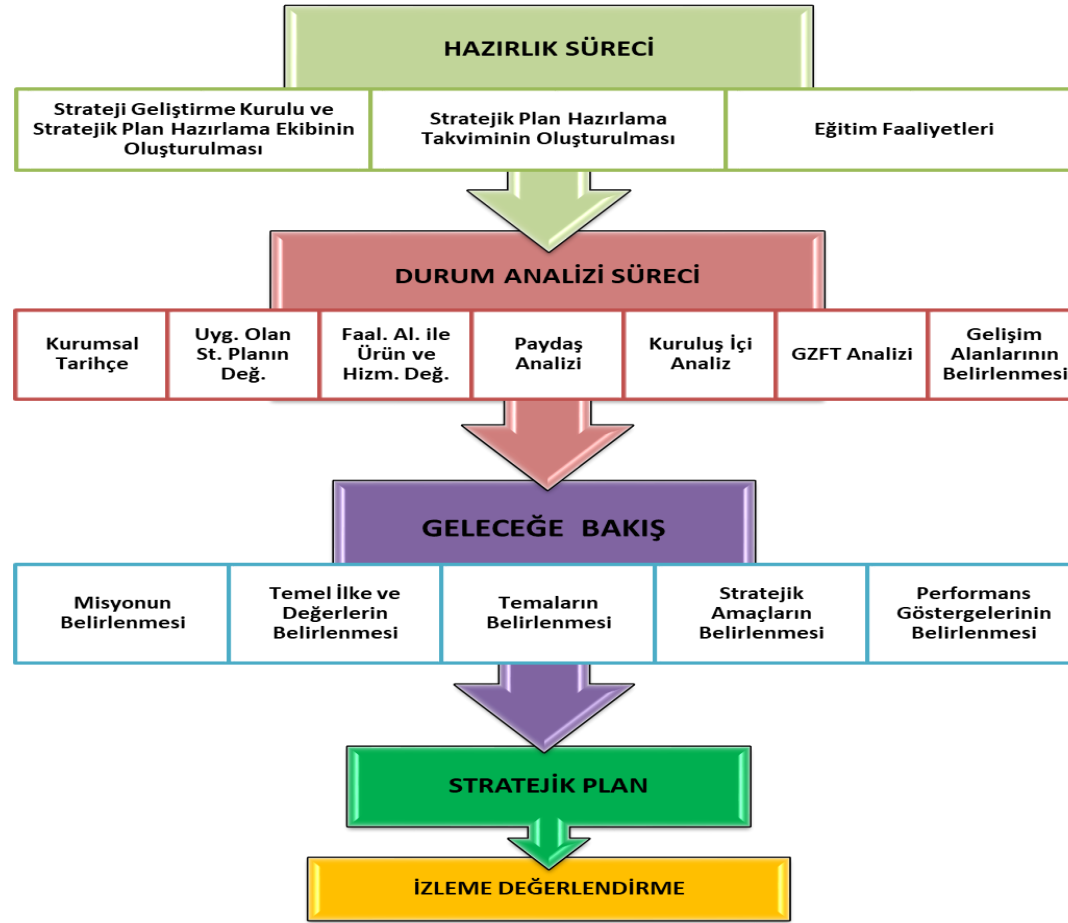 HAZIRLIK SÜRECİ
Strateji Geliştirme Kurulu ve
Stratejik Plan Hazırlama Ekibinin
Oluşturulması
Stratejik Plan Hazırlama
Takviminin Oluşturulması
Eğitim Faaliyetleri
DURUM ANALİZİ SÜRECİ
Kurumsal
Tarihçe
Uyg. Olan
St. Planın
Değ.
Faal. Al. ile
Ürün ve
Hizm. Değ.
Paydaş
Analizi
Kuruluş İçi
Analiz
GZFT Analizi
Gelişim
Alanlarının
Belirlenmesi
GELECEĞE BAKIŞ
Misyonun
Belirlenmesi
Temel İlke ve
Değerlerin
Belirlenmesi
Temaların
Belirlenmesi
Stratejik
Amaçların
Belirlenmesi
Performans
Göstergelerinin
Belirlenmesi
STRATEJİK PLAN
İZLEME DEĞERLENDİRME